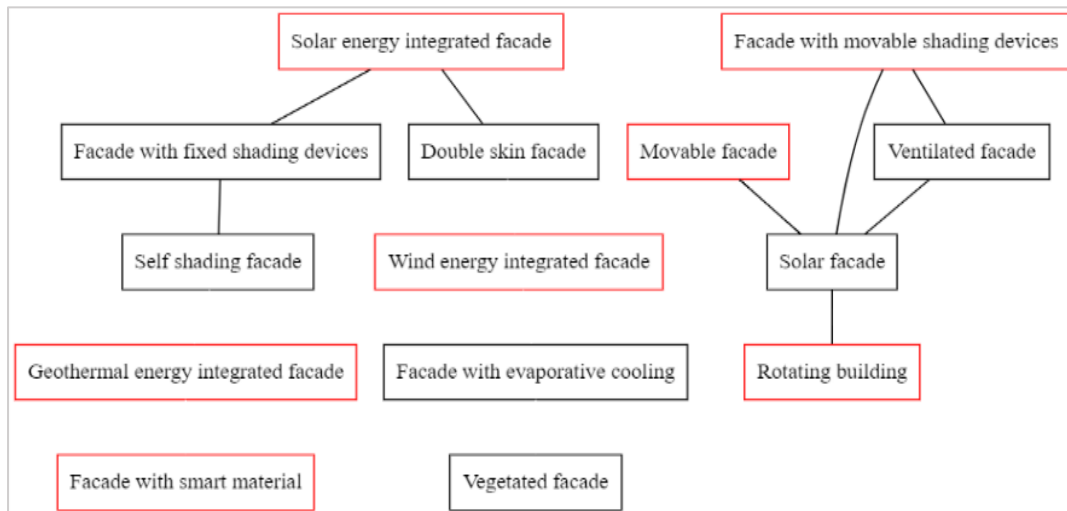 Solar energy integrated facade
Facade with movable shading devices
Facade with fixed shading devices
Double skin facade
Movable facade
Ventilated facade
Self shading facade
Wind energy integrated facade
Solar facade
Geothermal energy integrated facade
Facade with evaporative cooling
Rotating building
Facade with smart material
Vegetated facade